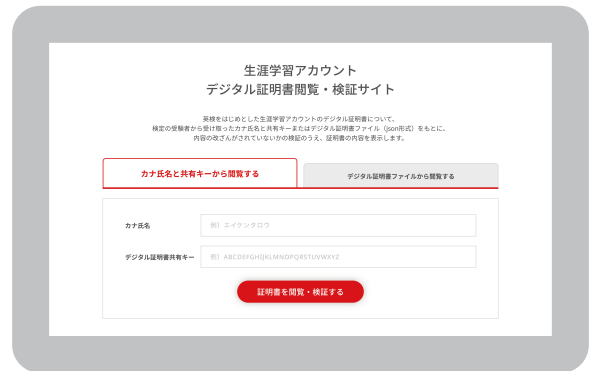 生涯学習アカウント
デジタル証明書閲覧・検証サイト
英検をはじめとした生涯学習アカウントのデジタル証明書について、
検定の受験者から受け取ったカナ氏名と共有キーまたはデジタル証明書ファイル（json形式）をもとに、
内容の改ざんがされていないかの検証のうえ、証明書の内容を表示します。
カナ氏名と共有キーから閲覧する
デジタル証明書ファイルから閲覧する
カナ氏名
例）エイケンタロウ
デジタル証明書共有キー
例）ABCDEFGHIJKLMNOPQRSTUVWXYZ
証明書を閲覧・検証する